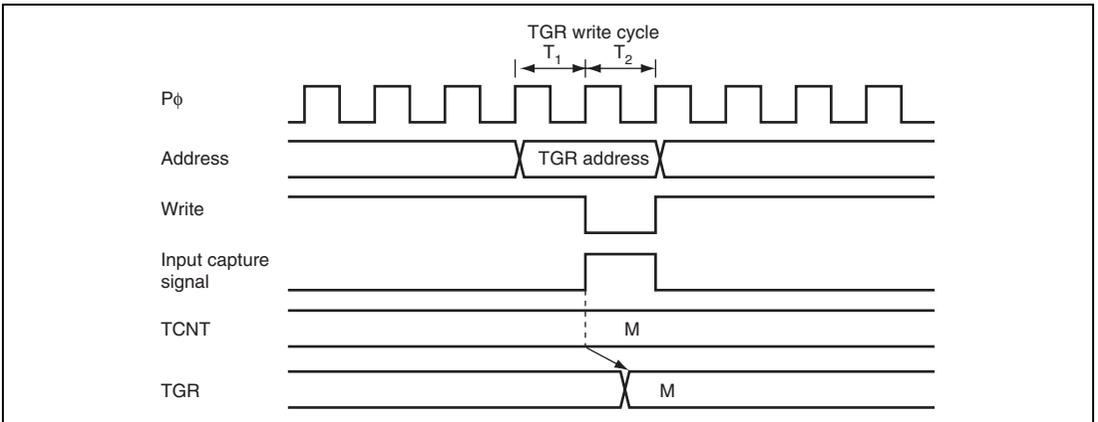 TGR write cycle
T1 T2
Pϕ
Address
TGR address
Write
Input capture
signal
TCNT
M
TGR
M